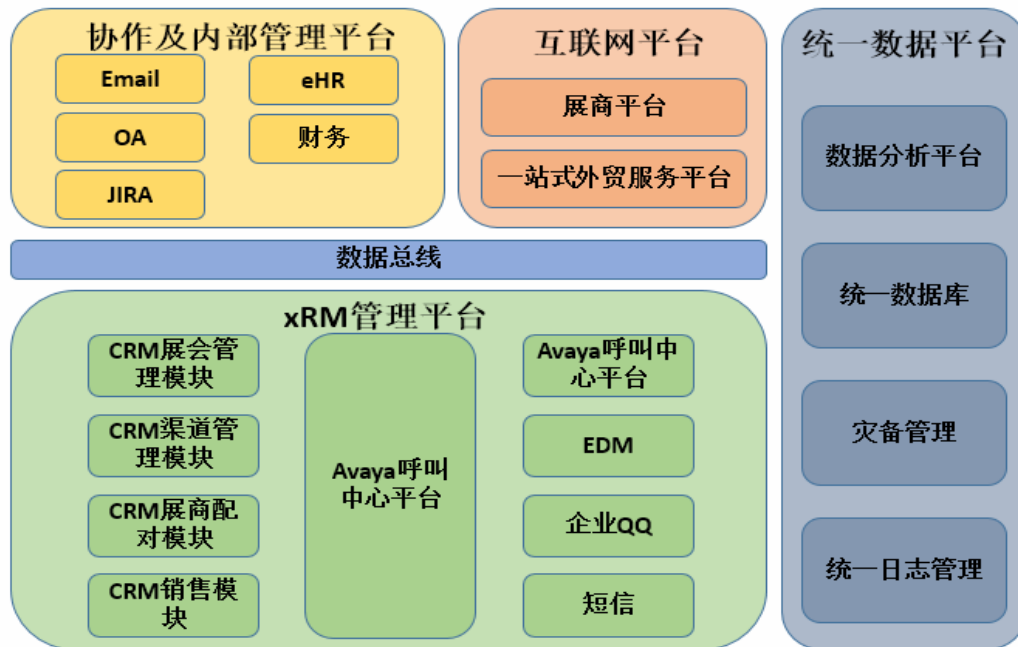 协作及内部管理平台
Email
eHR
OA
财务
JIRA
互联网平台
展商平台
一站式外贸服务平台
统一数据平台
数据分析平台
统一数据库
灾备管理
统一日志管理
数据总线
xRM管理平台
CRM展会管
理模块
CRM渠道管
理模块
CRM展商配
对模块
CRM销售模
块
Avaya呼叫
中心平台
Avaya呼叫中
心平台
EDM
企业QQ
短信